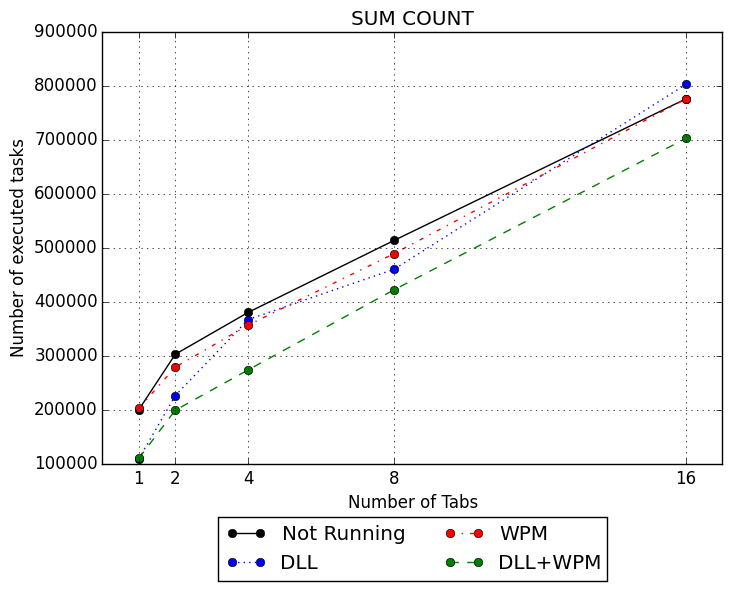 SUM COUNT
900000
800000
700000
600000
500000
400000
300000
200000
100000
Number of executed tasks
1 2 4 8 16
Number of Tabs
Not Running WPM
DLL DLL+WPM